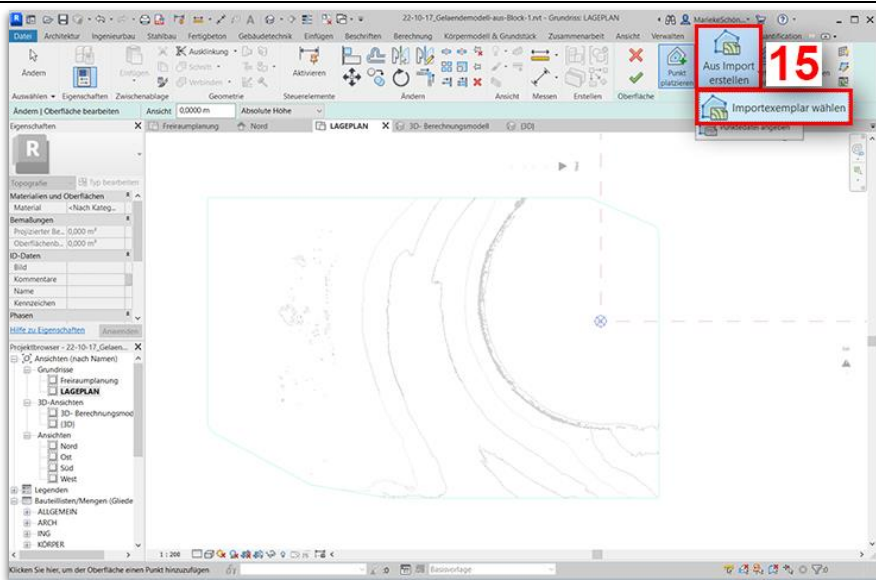 22-10-17_Gelaendemodell-aus-Block-1.rvt - Grundriss: LAGEPLAN
MariekeSchön...
Datei Architektur Ingenieurbau Stahlbau Fertigbeton Gebäudetechnik Einfügen Beschriften Berechnung Körpermodell & Grundstück Zusammenarbeit Ansicht Verwalten
Ändern Einfügen Ausklinkung Schnitt Verbinden Aktivieren Punkt platzieren Aus Import erstellen 15
Auswählen Eigenschaften Zwischenablage Geometrie Steuerelemente Ändern Ansicht Messen Erstellen Oberfläche
Importexemplar wählen
Punktedatei angeben
Ändern | Oberfläche bearbeiten Ansicht 0,0000 m Absolute Höhe
Eigenschaften X Freiraumplanung Nord LAGEPLAN X 3D- Berechnungsmodell {3D}
R
Topografie Typ bearbeiten
Materialien und Oberflächen
Material <Nach Kateg...
Bemaßungen
Projizierter Be... 0,000 m²
Oberflächenb... 0,000 m²
ID-Daten
Bild
Kommentare
Name
Kennzeichen
Phasen
Hilfe zu Eigenschaften Anwenden
Projektbrowser - 22-10-17_Gelaen... X
Ansichten (nach Namen)
Grundrisse
Freiraumplanung
LAGEPLAN
3D-Ansichten
3D- Berechnungsmod
{3D}
Ansichten
Nord
Ost
Süd
West
Legenden
Bauteillisten/Mengen (Gliede
ALLGEMEIN
ARCH
ING
KÖRPER
1 : 200
Klicken Sie hier, um der Oberfläche einen Punkt hinzuzufügen :0 Basisvorlage :0